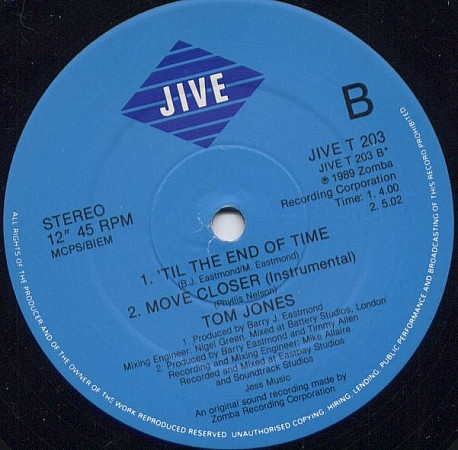 JIVE
B
JIVE T 203
JIVE T 203 B*
℗ 1989 Zomba
Recording Corporation
Time: 1. 4.00
2. 5.02
STEREO
12" 45 RPM
MCPS/BIEM
1. 'TIL THE END OF TIME
(B.J. Eastmond/M. Eastmond)
2. MOVE CLOSER (Instrumental)
(Phyllis Nelson)
TOM JONES
1. Produced by Barry J. Eastmond
Mixing Engineer: Nigel Green. Mixed at Battery Studios, London
2. Produced by Barry Eastmond and Timmy Allen
Recording and Mixing Engineer: Mike Allaire
Recorded and Mixed at Eastbay Studios
and Soundtrack Studios
Jess Music
An original sound recording made by
Zomba Recording Corporation
ALL RIGHTS OF THE PRODUCER AND OF THE OWNER OF THE WORK REPRODUCED RESERVED UNAUTHORISED COPYING, HIRING, LENDING, PUBLIC PERFORMANCE AND BROADCASTING OF THIS RECORD PROHIBITED